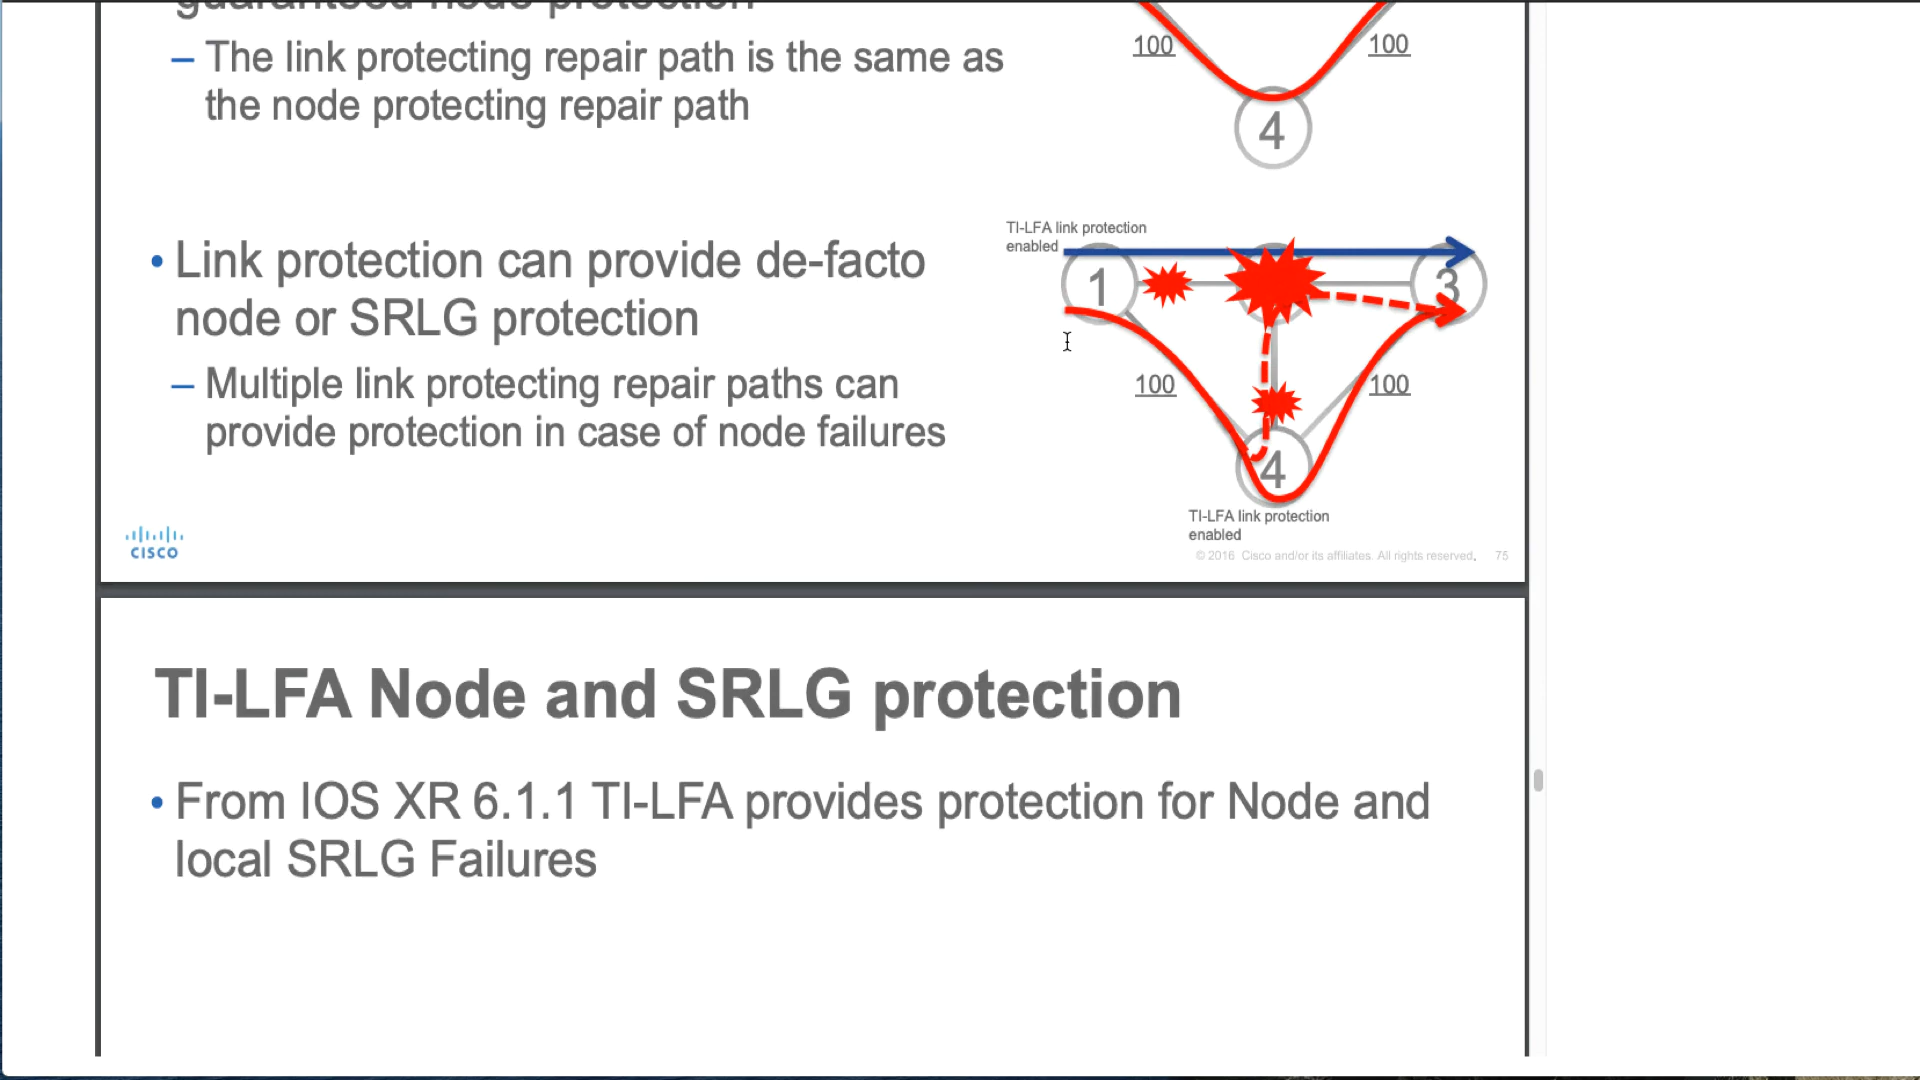 guaranteed node protection
– The link protecting repair path is the same as
the node protecting repair path
100
100
4
• Link protection can provide de-facto
node or SRLG protection
– Multiple link protecting repair paths can
provide protection in case of node failures
TI-LFA link protection
enabled
1
3
100
100
4
TI-LFA link protection
enabled
CISCO
© 2016 Cisco and/or its affiliates. All rights reserved. 75
TI-LFA Node and SRLG protection
• From IOS XR 6.1.1 TI-LFA provides protection for Node and
local SRLG Failures